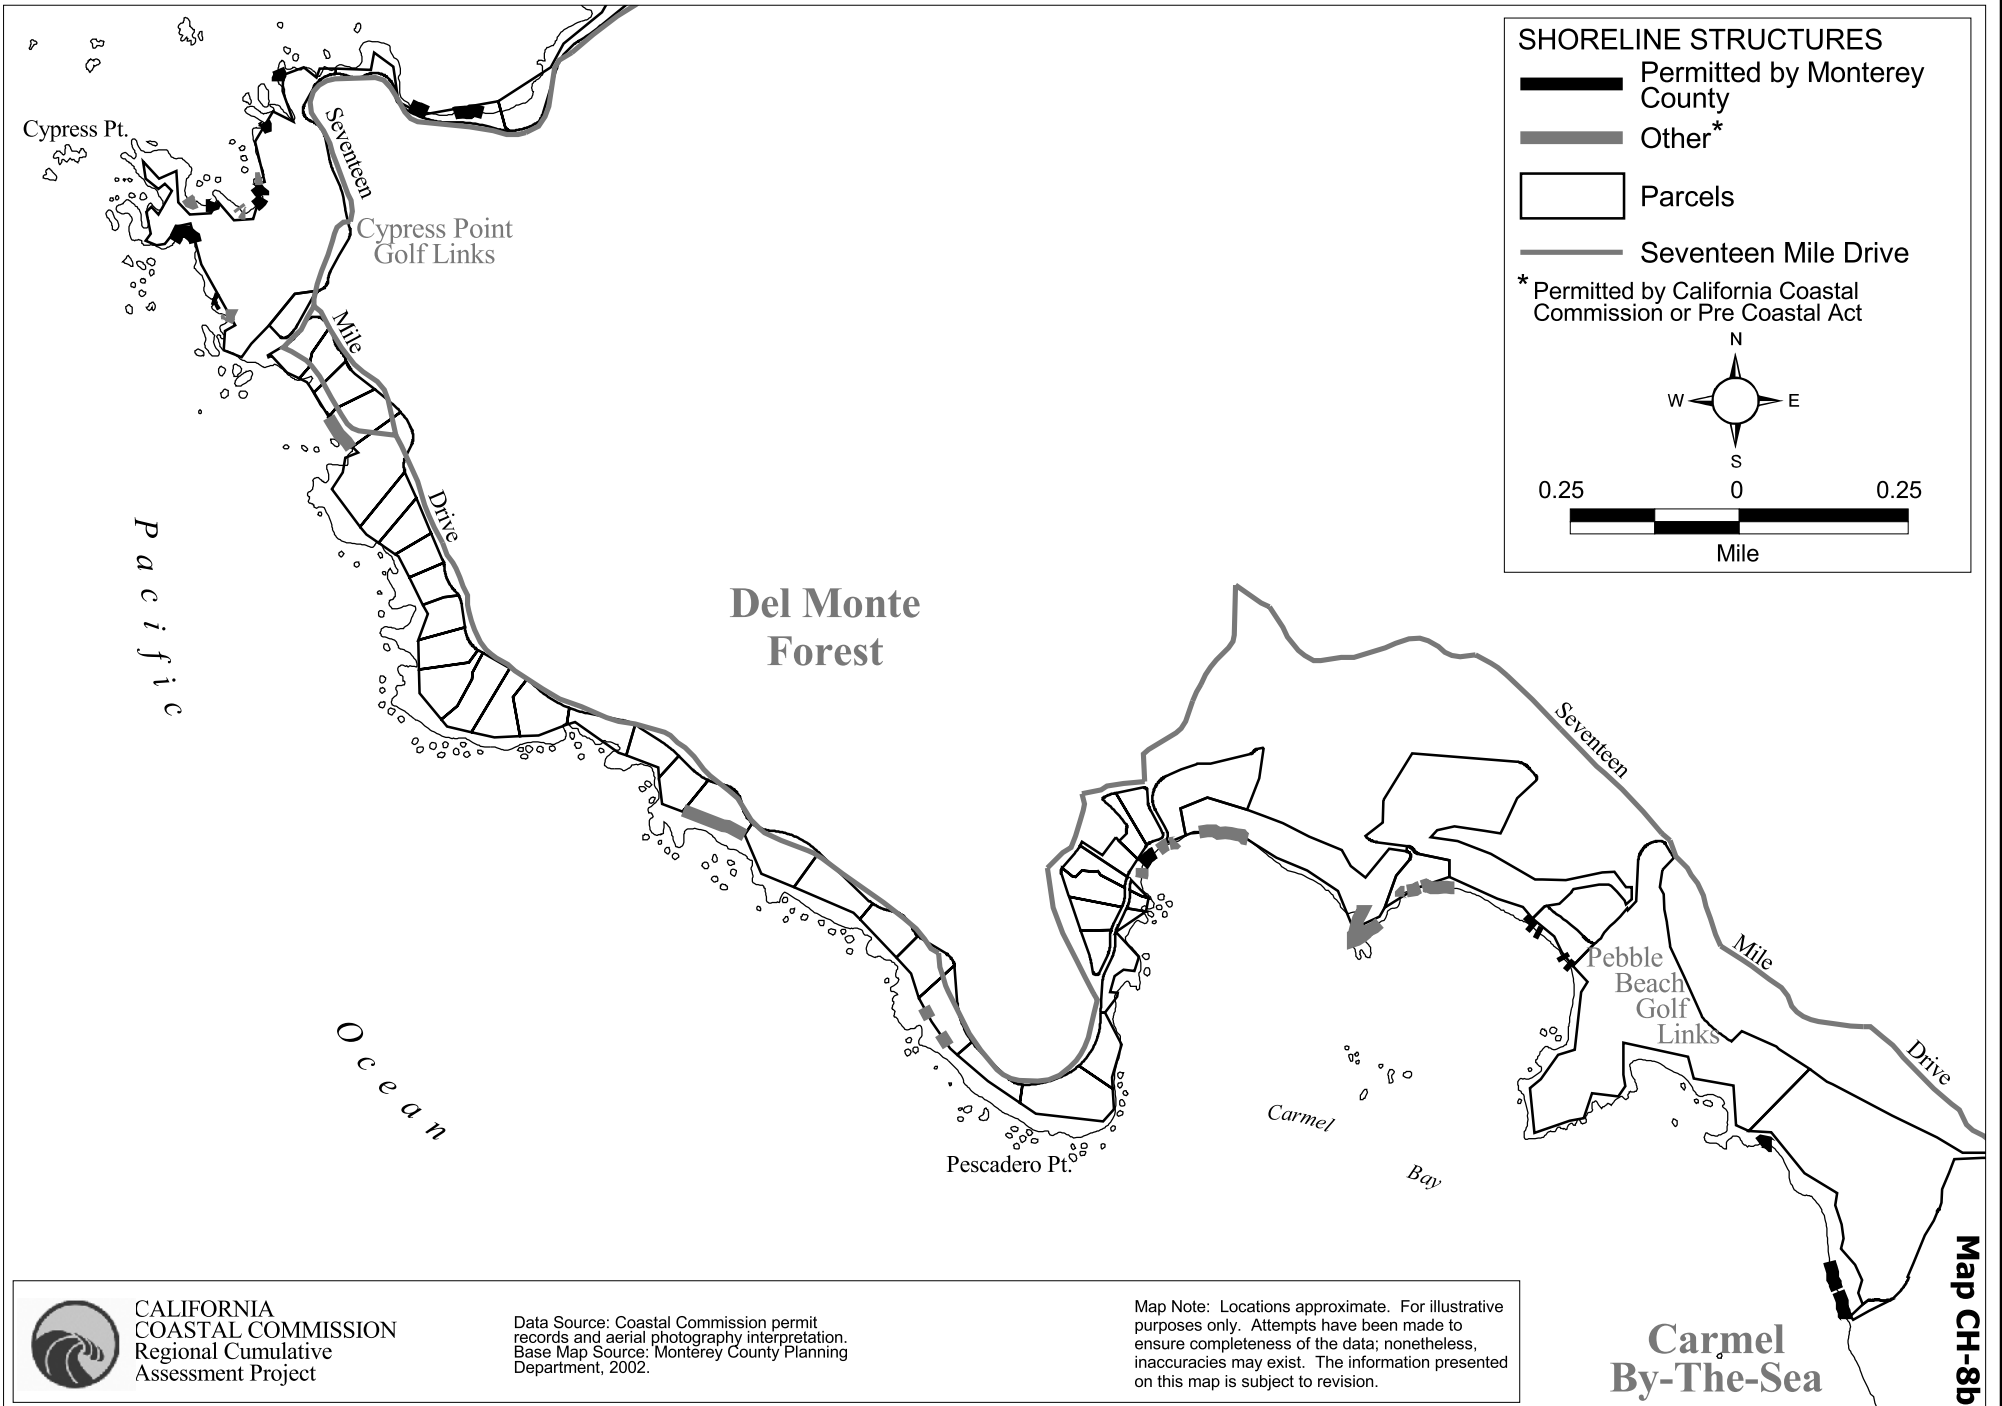 SHORELINE STRUCTURES
Permitted by Monterey
County
Other*
Parcels
Seventeen Mile Drive
* Permitted by California Coastal
Commission or Pre Coastal Act
N
W E
S
0.25 0 0.25
Mile
Cypress Pt.
Seventeen
Cypress Point
Golf Links
Mile
Drive
Pacific
Ocean
Del Monte
Forest
Seventeen
Mile
Drive
Pebble
Beach
Golf
Links
Carmel
Bay
Pescadero Pt.
Carmel
By-The-Sea
Map CH-8b
CALIFORNIA
COASTAL COMMISSION
Regional Cumulative
Assessment Project
Data Source: Coastal Commission permit
records and aerial photography interpretation.
Base Map Source: Monterey County Planning
Department, 2002.
Map Note: Locations approximate. For illustrative
purposes only. Attempts have been made to
ensure completeness of the data; nonetheless,
inaccuracies may exist. The information presented
on this map is subject to revision.